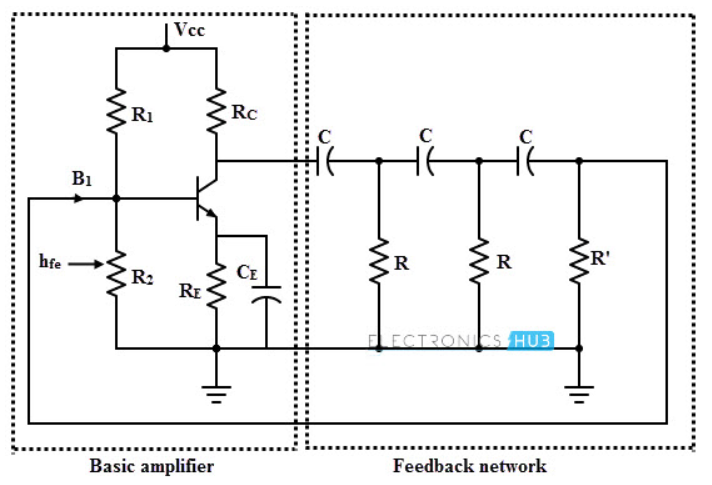 Vcc
R1
RC
C
C
C
B1
hfe
R2
RE
CE
R
R
R'
ELECTRONICS HUB
Basic amplifier
Feedback network